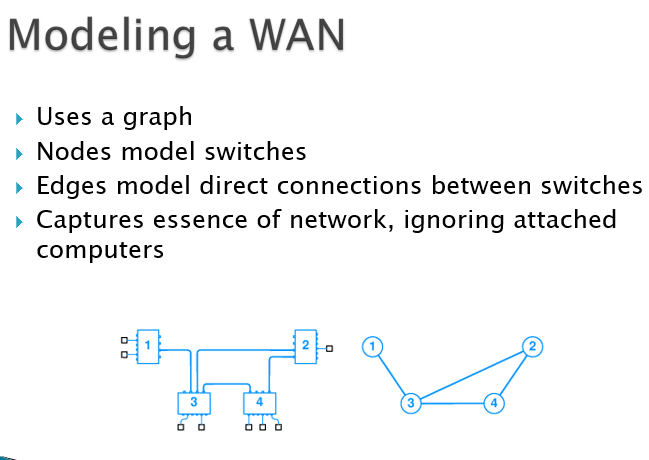 Modeling a WAN
Uses a graph
Nodes model switches
Edges model direct connections between switches
Captures essence of network, ignoring attached
computers
1
2
3
4
1
2
3
4